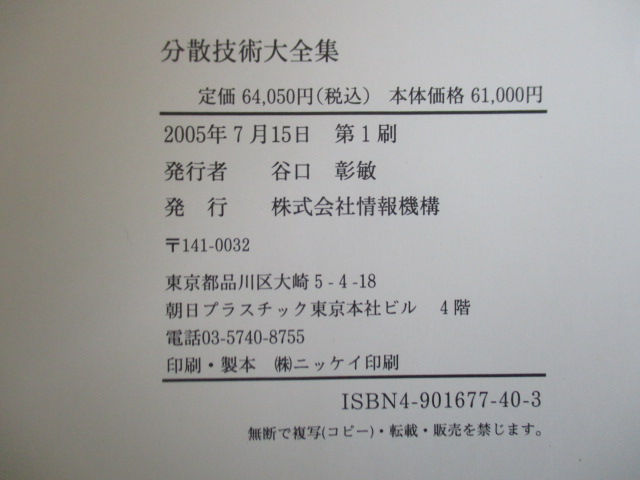 分散技術大全集
定価 64,050円(税込) 本体価格 61,000円
2005年7月15日 第1刷
発行者 谷口 彰敏
発 行 株式会社情報機構
〒141-0032
東京都品川区大崎 5 - 4 -18
朝日プラスチック東京本社ビル 4階
電話03-5740-8755
印刷・製本 ㈱ニッケイ印刷
ISBN4-901677-40-3
無断で複写(コピー)・転載・販売を禁じます。